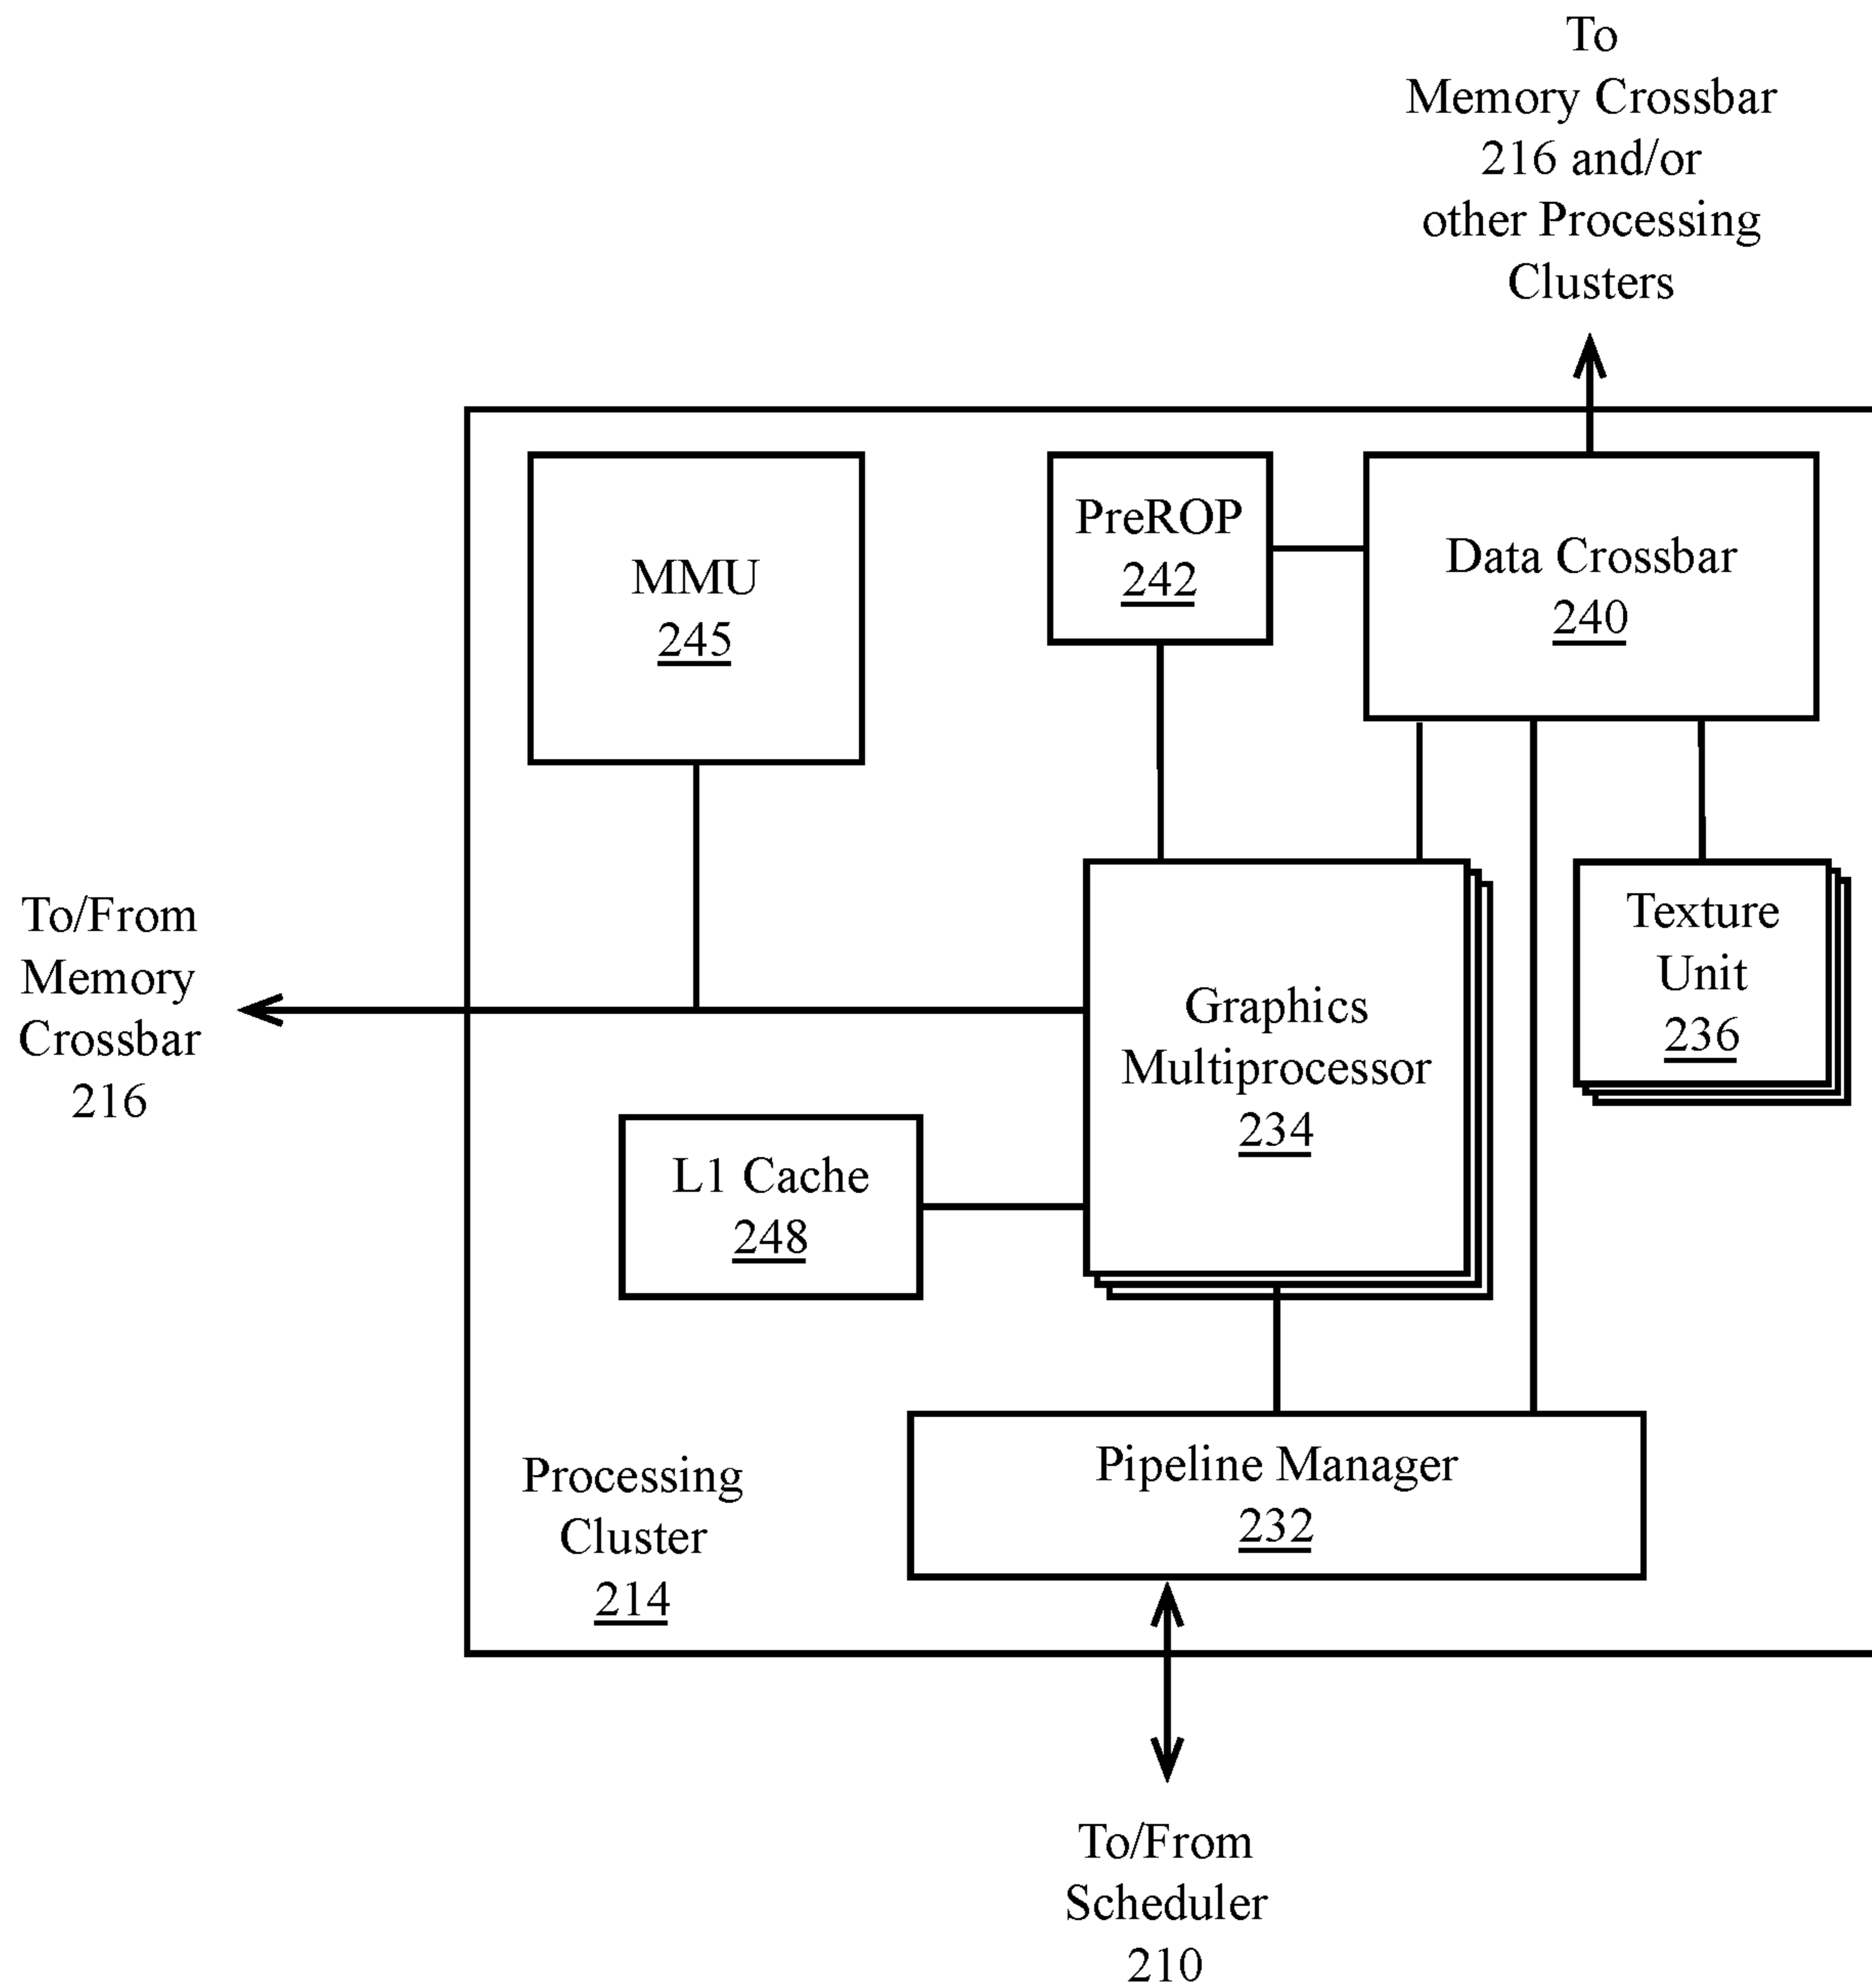 To
Memory Crossbar
216 and/or
other Processing
Clusters
MMU
245
PreROP
242
Data Crossbar
240
To/From
Memory
Crossbar
216
Graphics
Multiprocessor
234
Texture
Unit
236
L1 Cache
248
Processing
Cluster
214
Pipeline Manager
232
To/From
Scheduler
210